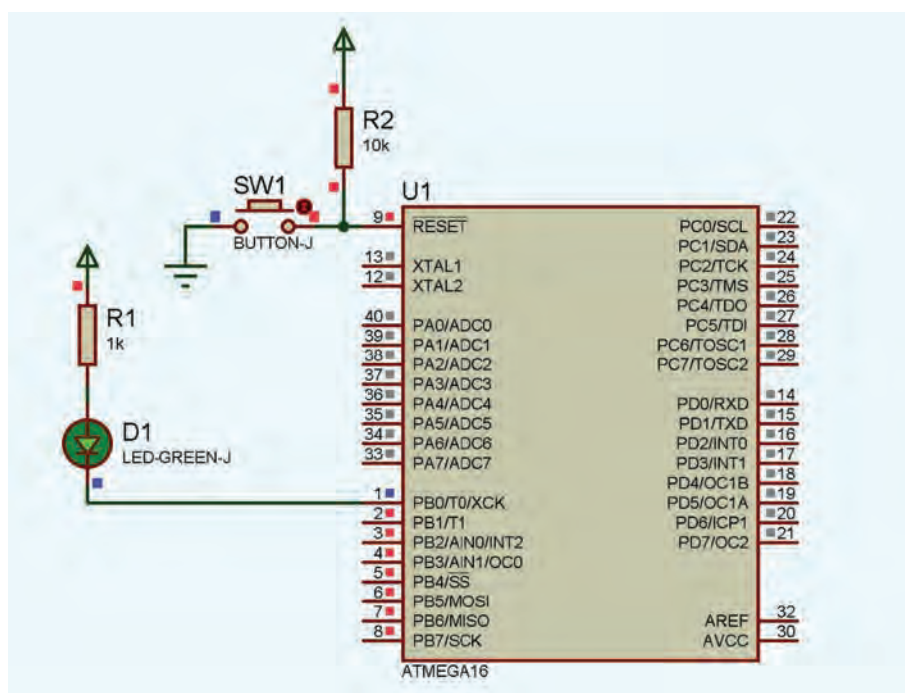 R2
10k
SW1
BUTTON-J
R1
1k
D1
LED-GREEN-J
U1
9 RESET
13 XTAL1
12 XTAL2
40 PA0/ADC0
39 PA1/ADC1
38 PA2/ADC2
37 PA3/ADC3
36 PA4/ADC4
35 PA5/ADC5
34 PA6/ADC6
33 PA7/ADC7
1 PB0/T0/XCK
2 PB1/T1
3 PB2/AIN0/INT2
4 PB3/AIN1/OC0
5 PB4/SS
6 PB5/MOSI
7 PB6/MISO
8 PB7/SCK
PC0/SCL 22
PC1/SDA 23
PC2/TCK 24
PC3/TMS 25
PC4/TDO 26
PC5/TDI 27
PC6/TOSC1 28
PC7/TOSC2 29
PD0/RXD 14
PD1/TXD 15
PD2/INT0 16
PD3/INT1 17
PD4/OC1B 18
PD5/OC1A 19
PD6/ICP1 20
PD7/OC2 21
AREF 32
AVCC 30
ATMEGA16